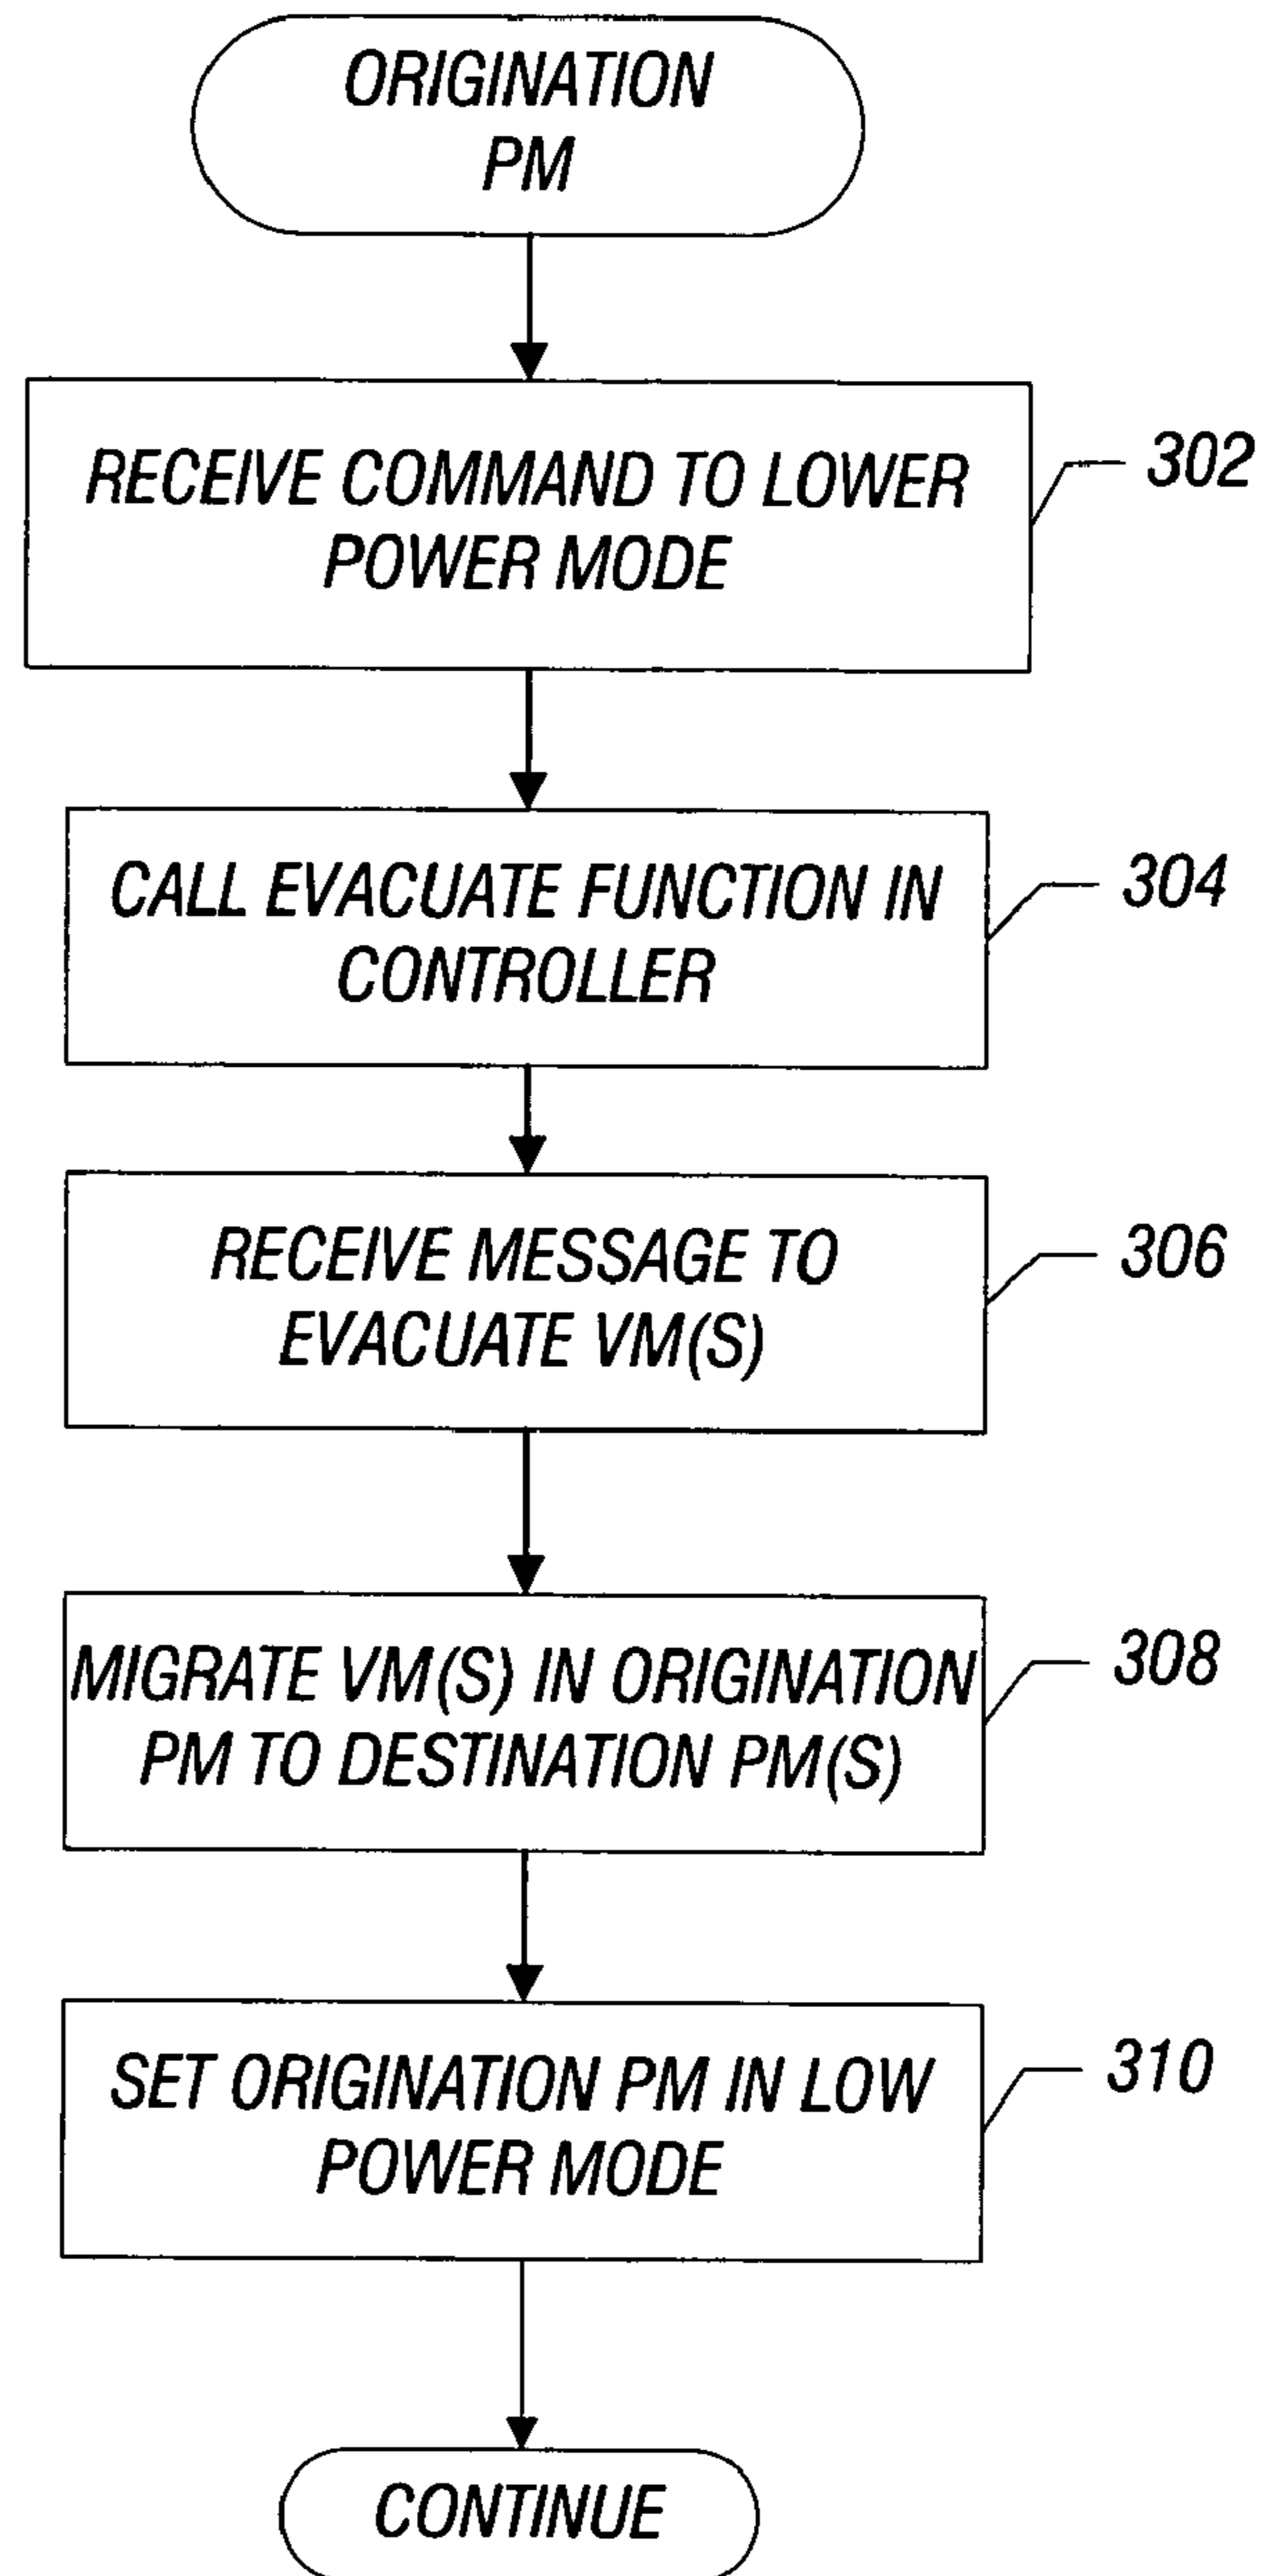 ORIGINATION
PM
RECEIVE COMMAND TO LOWER
POWER MODE
302
CALL EVACUATE FUNCTION IN
CONTROLLER
304
RECEIVE MESSAGE TO
EVACUATE VM(S)
306
MIGRATE VM(S) IN ORIGINATION
PM TO DESTINATION PM(S)
308
SET ORIGINATION PM IN LOW
POWER MODE
310
CONTINUE